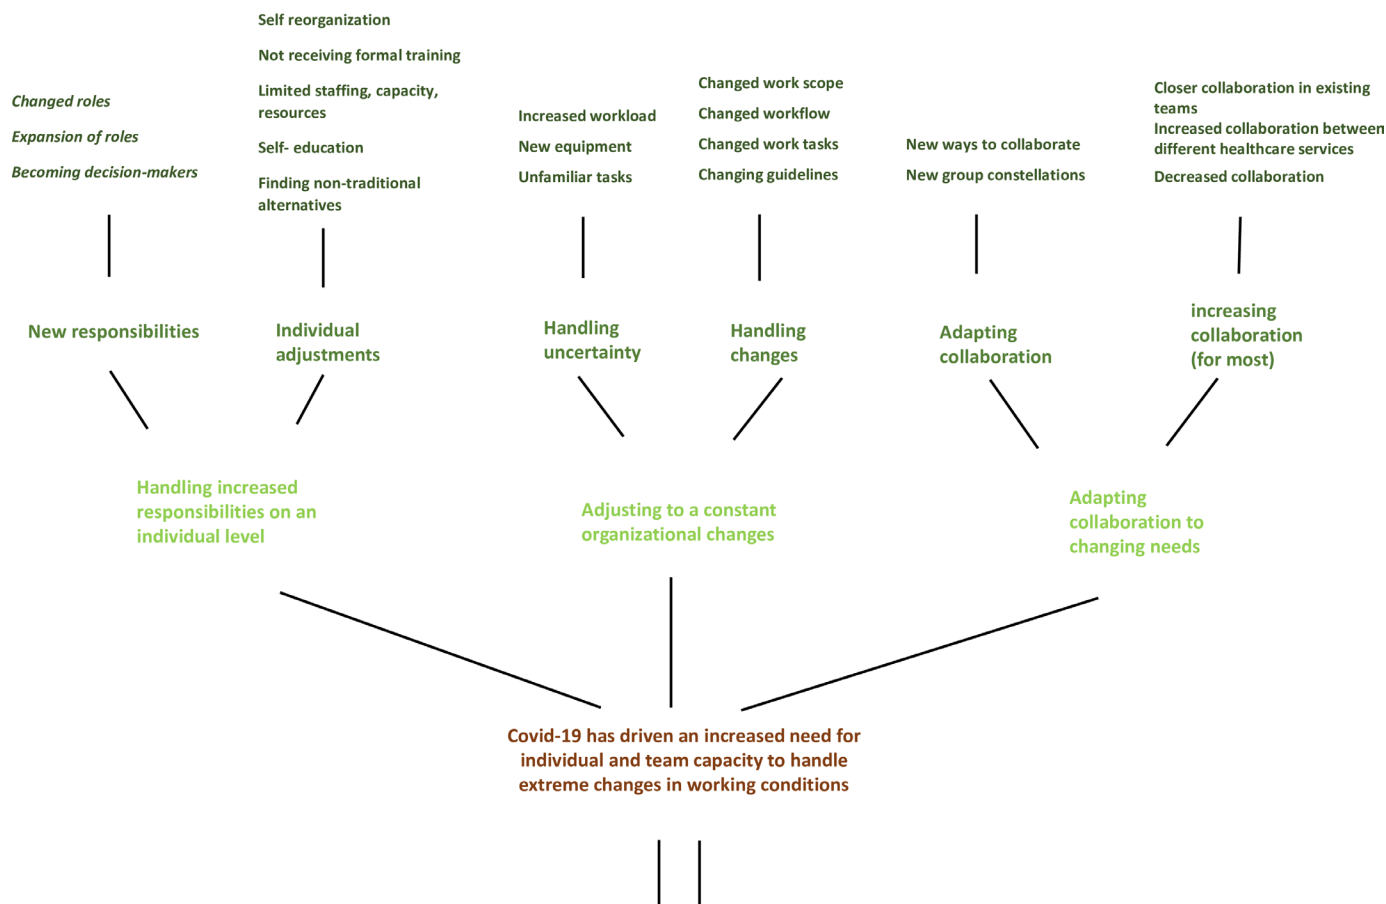 Changed roles
Expansion of roles
Becoming decision-makers
Self reorganization
Not receiving formal training
Limited staffing, capacity,
resources
Self- education
Finding non-traditional
alternatives
Increased workload
New equipment
Unfamiliar tasks
Changed work scope
Changed workflow
Changed work tasks
Changing guidelines
New ways to collaborate
New group constellations
Closer collaboration in existing
teams
Increased collaboration between
different healthcare services
Decreased collaboration
New responsibilities
Individual
adjustments
Handling
uncertainty
Handling
changes
Adapting
collaboration
increasing
collaboration
(for most)
Handling increased
responsibilities on an
individual level
Adjusting to a constant
organizational changes
Adapting
collaboration to
changing needs
Covid-19 has driven an increased need for
individual and team capacity to handle
extreme changes in working conditions